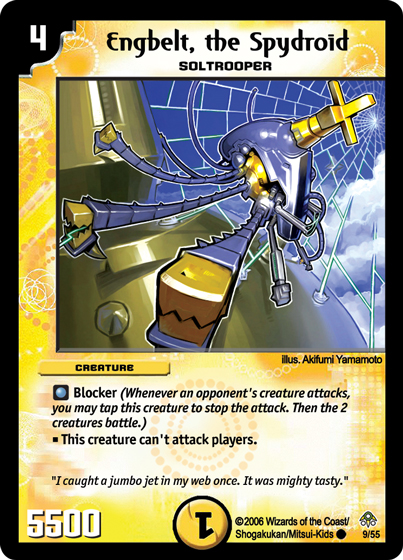 4
Engbelt, the Spydroid
SOLTROOPER
illus. Akifumi Yamamoto
CREATURE
Blocker (Whenever an opponent's creature attacks,
you may tap this creature to stop the attack. Then the 2
creatures battle.)
▪ This creature can't attack players.
"I caught a jumbo jet in my web once. It was mighty tasty."
5500
1
©2006 Wizards of the Coast/
Shogakukan/Mitsui-Kids ●
9/55